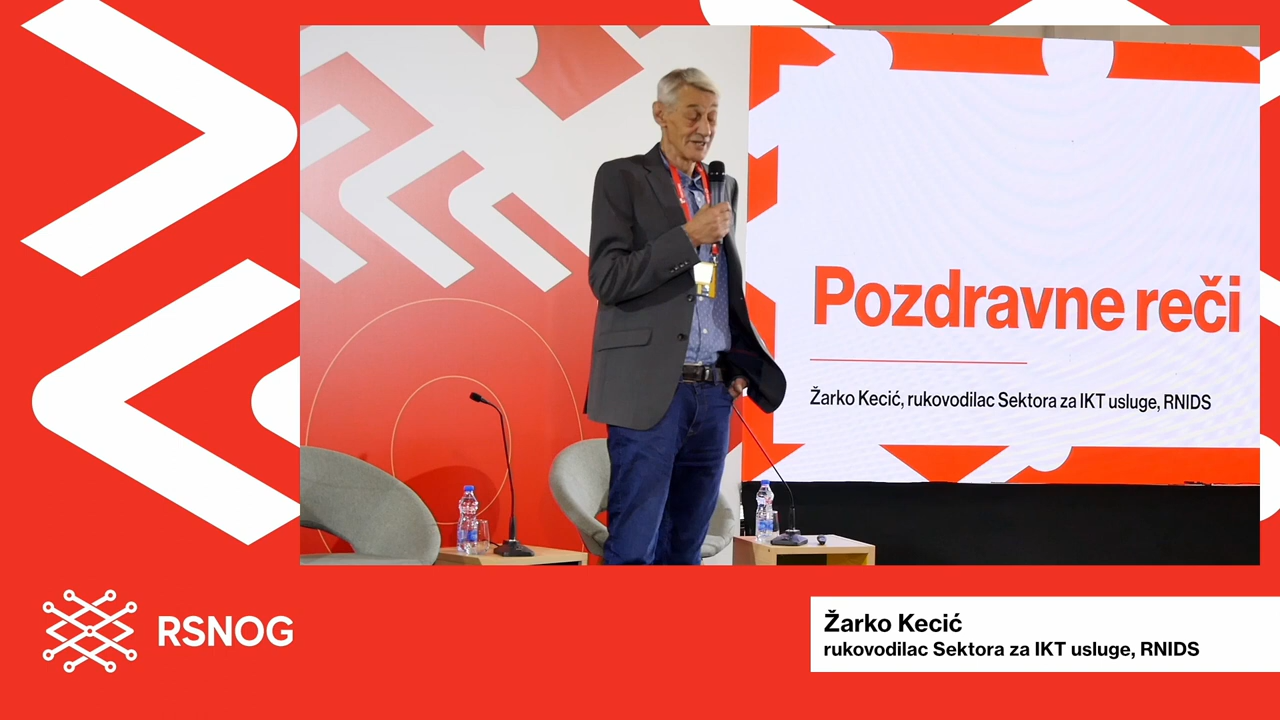 Pozdravne reči
Žarko Kecić, rukovodilac Sektora za IKT usluge, RNIDS
RSNOG
Žarko Kecić
rukovodilac Sektora za IKT usluge, RNIDS